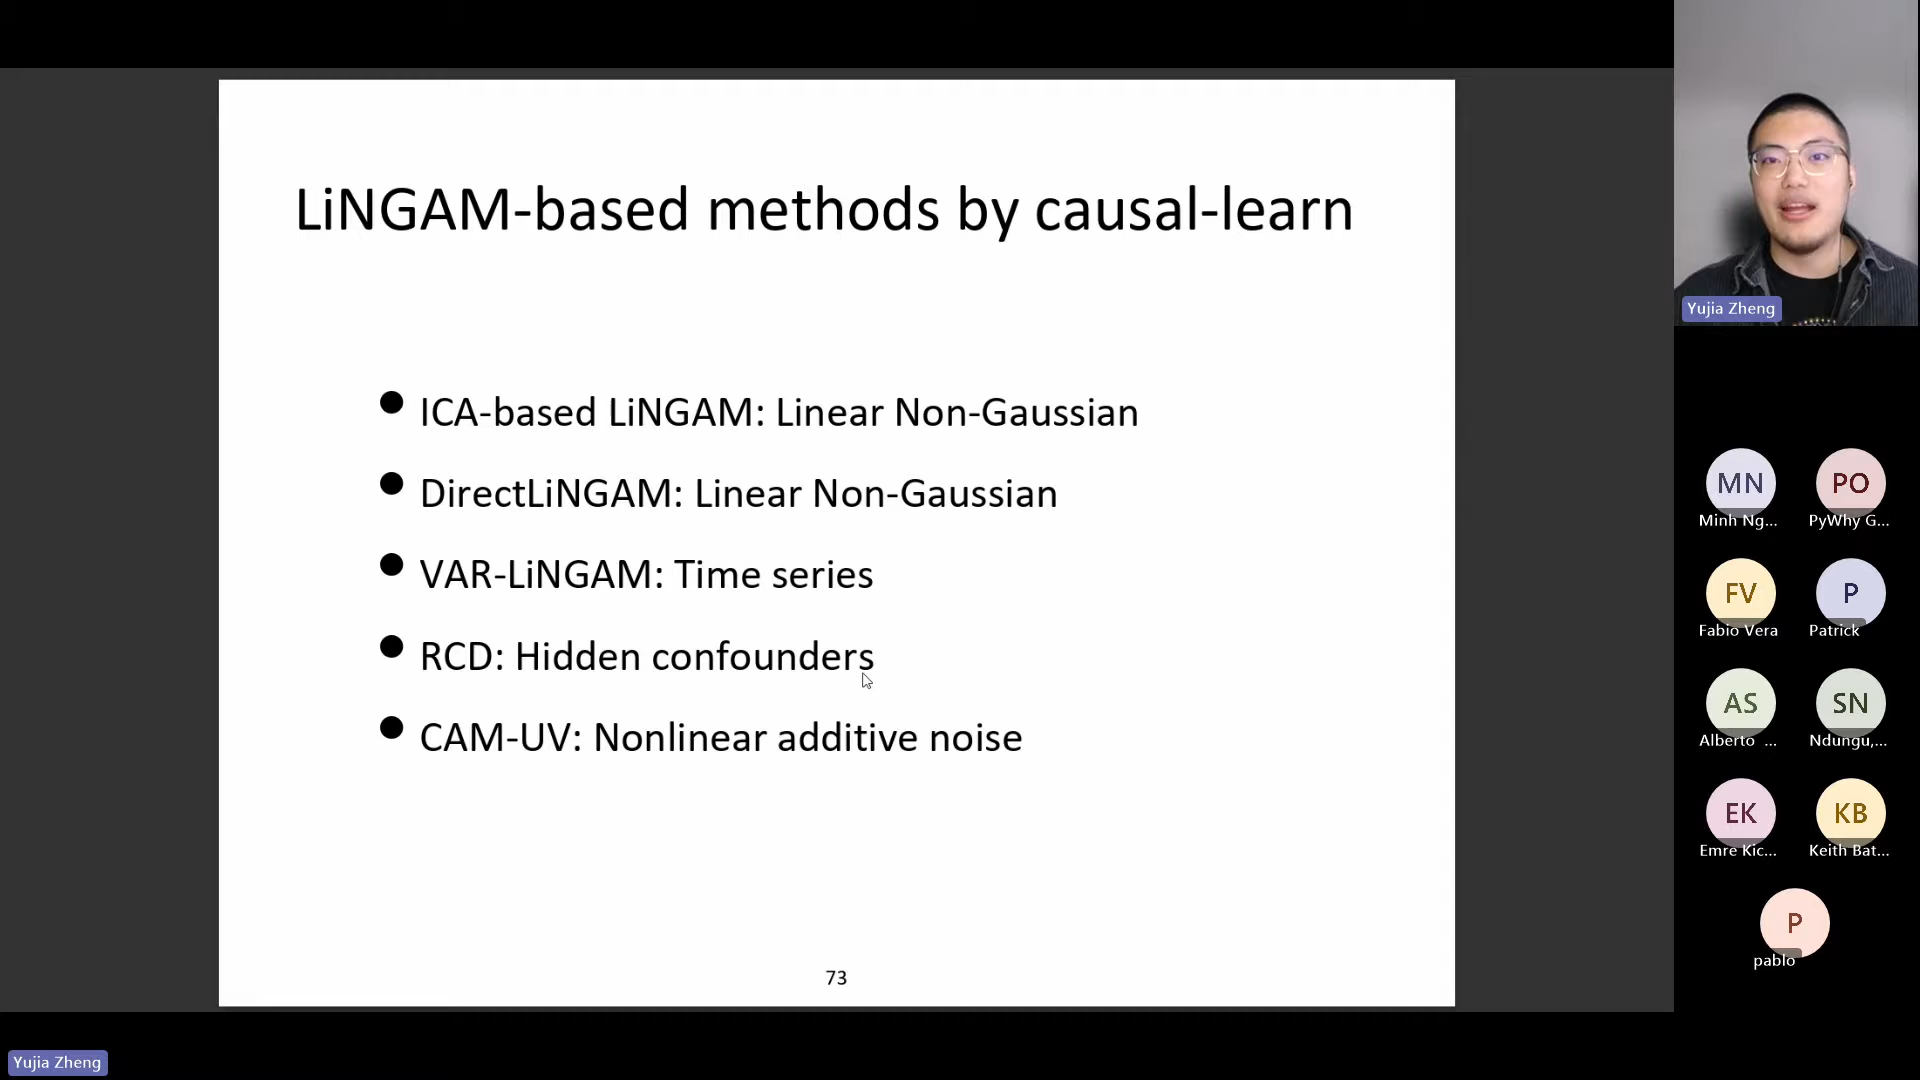 LiNGAM-based methods by causal-learn
ICA-based LiNGAM: Linear Non-Gaussian
DirectLiNGAM: Linear Non-Gaussian
VAR-LiNGAM: Time series
RCD: Hidden confounders
CAM-UV: Nonlinear additive noise
73
Yujia Zheng
MN
Minh Ng...
PO
PyWhy G...
FV
Fabio Vera
P
Patrick
AS
Alberto ...
SN
Ndungu,...
EK
Emre Kic...
KB
Keith Bat...
P
pablo
Yujia Zheng